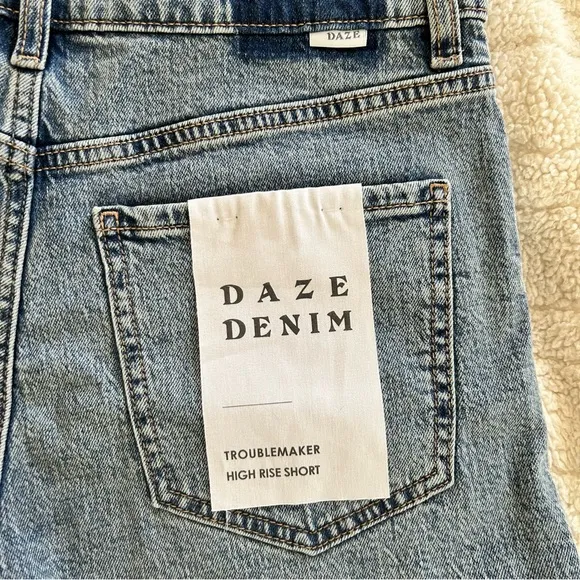 DAZE
DAZE
DENIM
TROUBLEMAKER
HIGH RISE SHORT